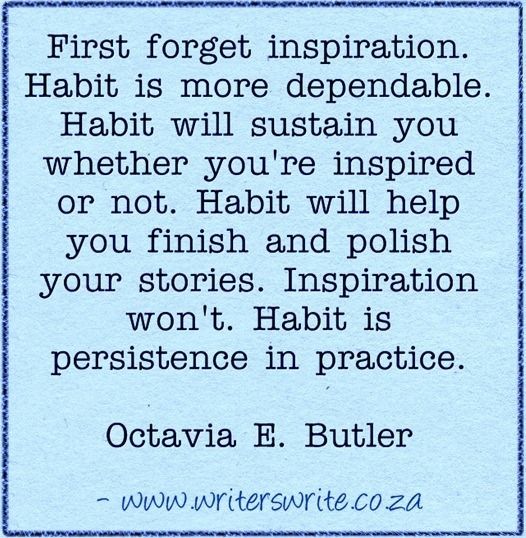 First forget inspiration.
Habit is more dependable.
Habit will sustain you
whether you're inspired
or not. Habit will help
you finish and polish
your stories. Inspiration
won't. Habit is
persistence in practice.
Octavia E. Butler
- www.writerswrite.co.za